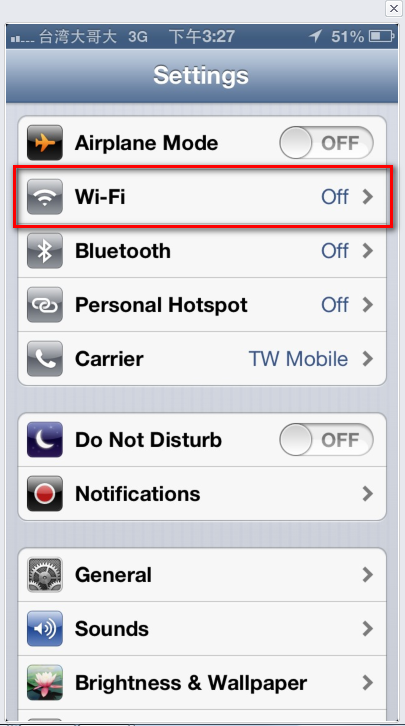 台湾大哥大 3G 下午3:27 51%
Settings
Airplane Mode OFF
Wi-Fi Off
Bluetooth Off
Personal Hotspot Off
Carrier TW Mobile
Do Not Disturb OFF
Notifications
General
Sounds
Brightness & Wallpaper